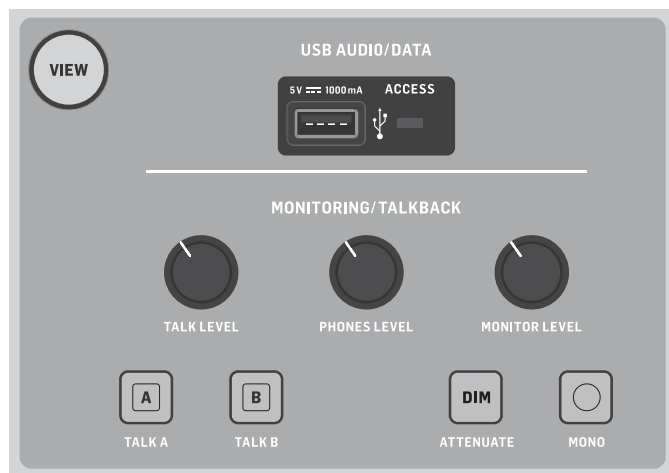 VIEW
USB AUDIO/DATA
5V 1000mA ACCESS
MONITORING/TALKBACK
TALK LEVEL PHONES LEVEL MONITOR LEVEL
A B DIM
TALK A TALK B ATTENUATE MONO